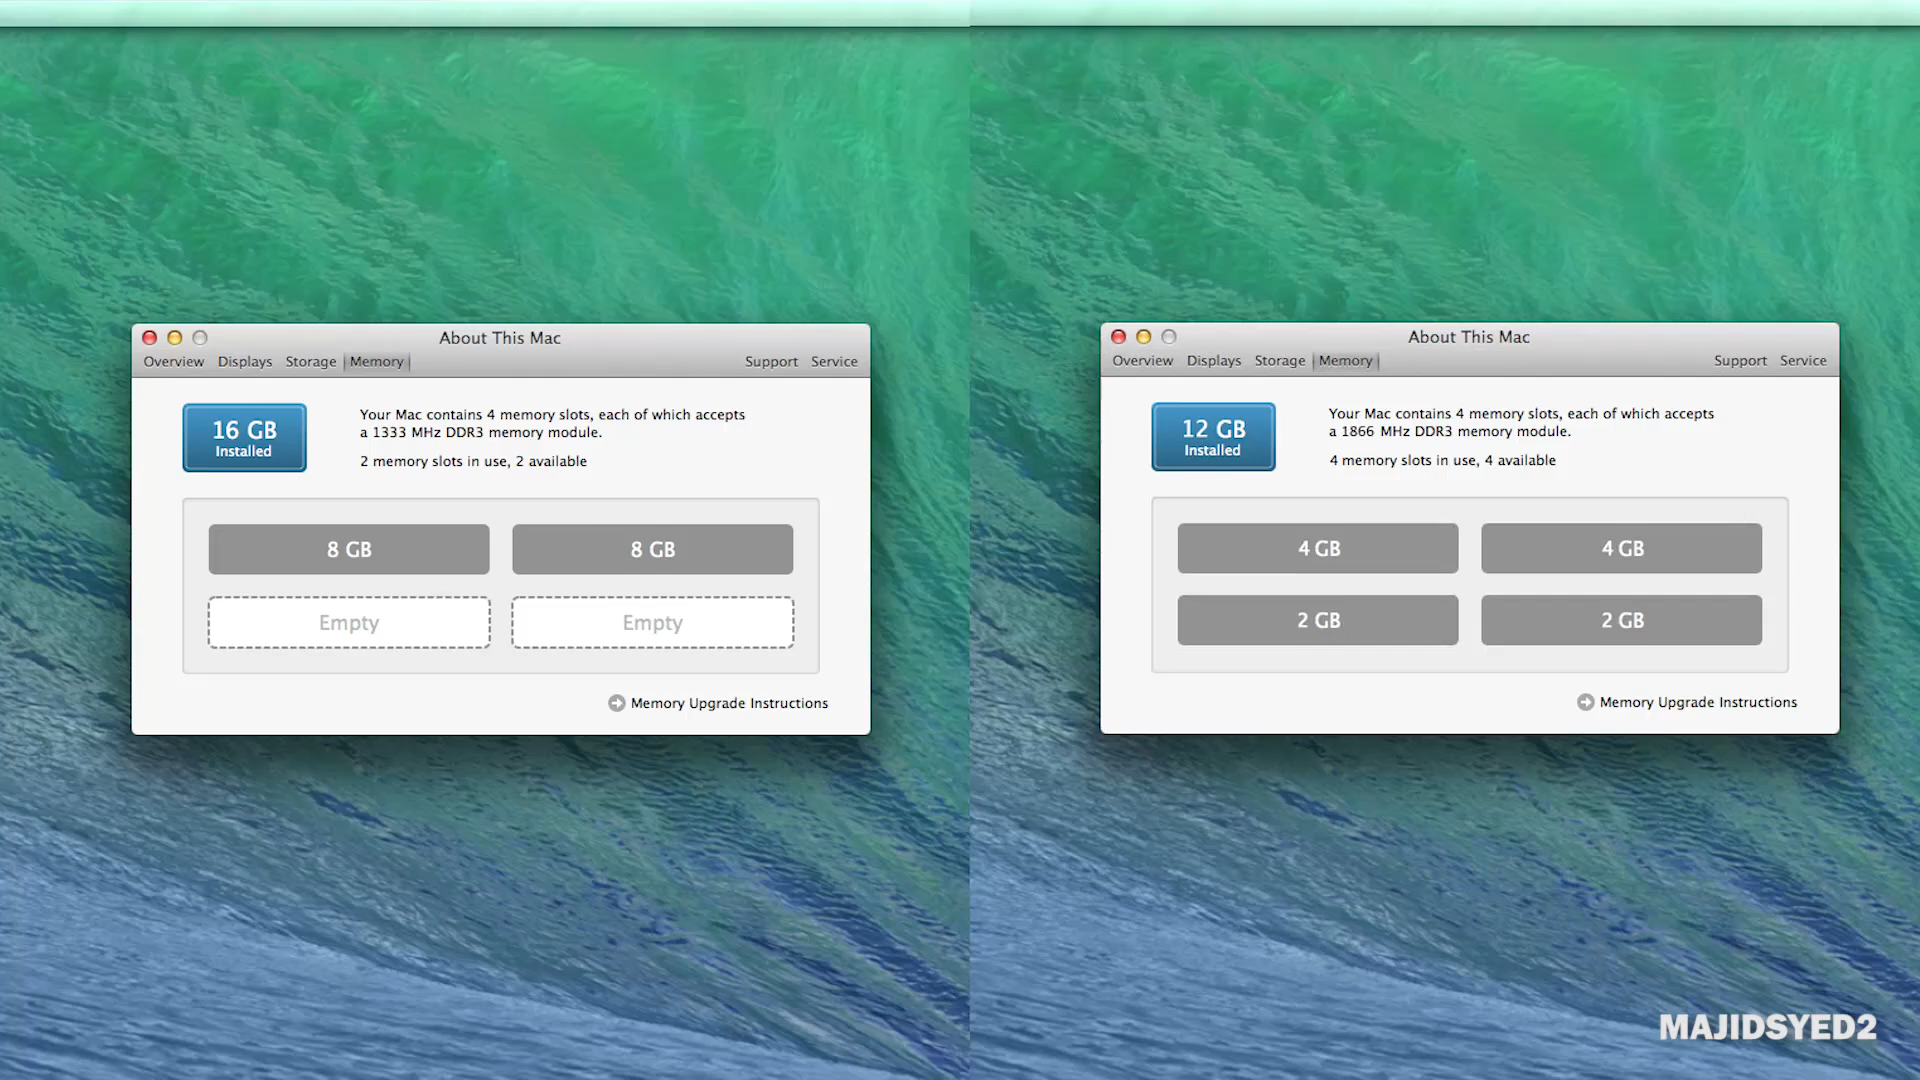 About This Mac
Overview Displays Storage Memory Support Service
16 GB
Installed
Your Mac contains 4 memory slots, each of which accepts
a 1333 MHz DDR3 memory module.
2 memory slots in use, 2 available
8 GB 8 GB
Empty Empty
Memory Upgrade Instructions
About This Mac
Overview Displays Storage Memory Support Service
12 GB
Installed
Your Mac contains 4 memory slots, each of which accepts
a 1866 MHz DDR3 memory module.
4 memory slots in use, 4 available
4 GB 4 GB
2 GB 2 GB
Memory Upgrade Instructions
MAJIDSYED2